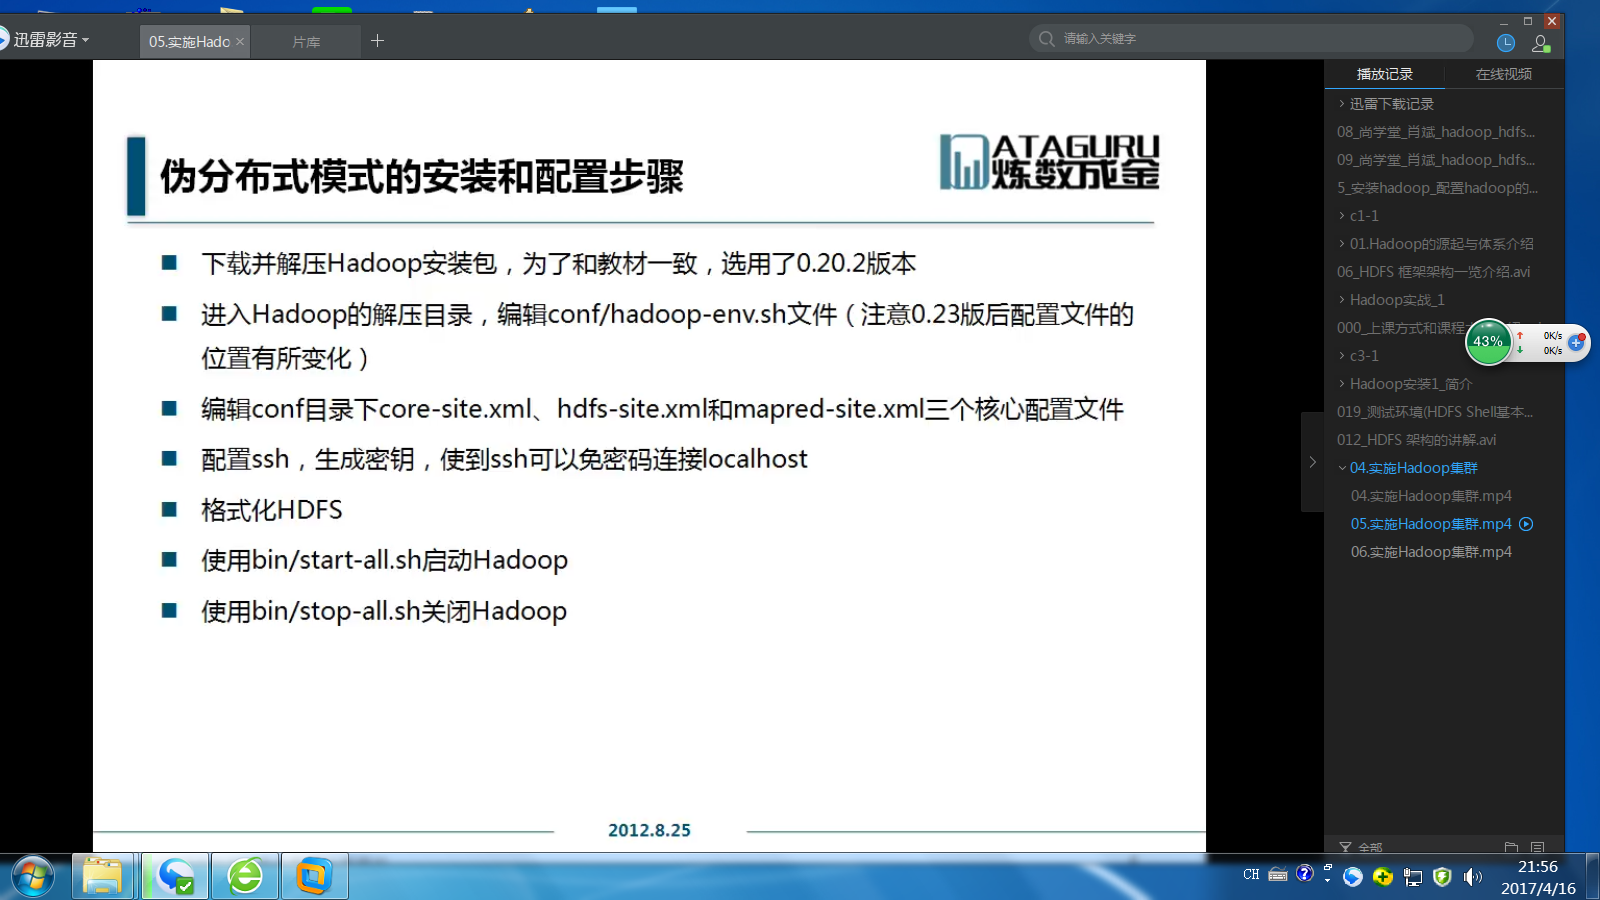 迅雷影音
05.实施Hado
片库
请输入关键字
伪分布式模式的安装和配置步骤
ATAGURU
炼数成金
下载并解压Hadoop安装包，为了和教材一致，选用了0.20.2版本
进入Hadoop的解压目录，编辑conf/hadoop-env.sh文件（注意0.23版后配置文件的
位置有所变化）
编辑conf目录下core-site.xml、hdfs-site.xml和mapred-site.xml三个核心配置文件
配置ssh，生成密钥，使到ssh可以免密码连接localhost
格式化HDFS
使用bin/start-all.sh启动Hadoop
使用bin/stop-all.sh关闭Hadoop
2012.8.25
播放记录
在线视频
迅雷下载记录
08_尚学堂_肖斌_hadoop_hdfs...
09_尚学堂_肖斌_hadoop_hdfs...
5_安装hadoop_配置hadoop的...
c1-1
01.Hadoop的源起与体系介绍
06_HDFS 框架架构一览介绍.avi
Hadoop实战_1
000_上课方式和课程
c3-1
Hadoop安装1_简介
019_测试环境(HDFS Shell基本...
012_HDFS 架构的讲解.avi
04.实施Hadoop集群
04.实施Hadoop集群.mp4
05.实施Hadoop集群.mp4
06.实施Hadoop集群.mp4
43%
0K/s
0K/s
全部
CH
21:56
2017/4/16